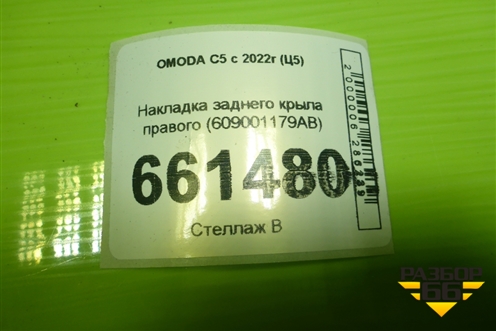 OMODA C5 с 2022г (Ц5)
Накладка заднего крыла
правого (609001179AB)
661480
Стеллаж В
РАЗБОР
66